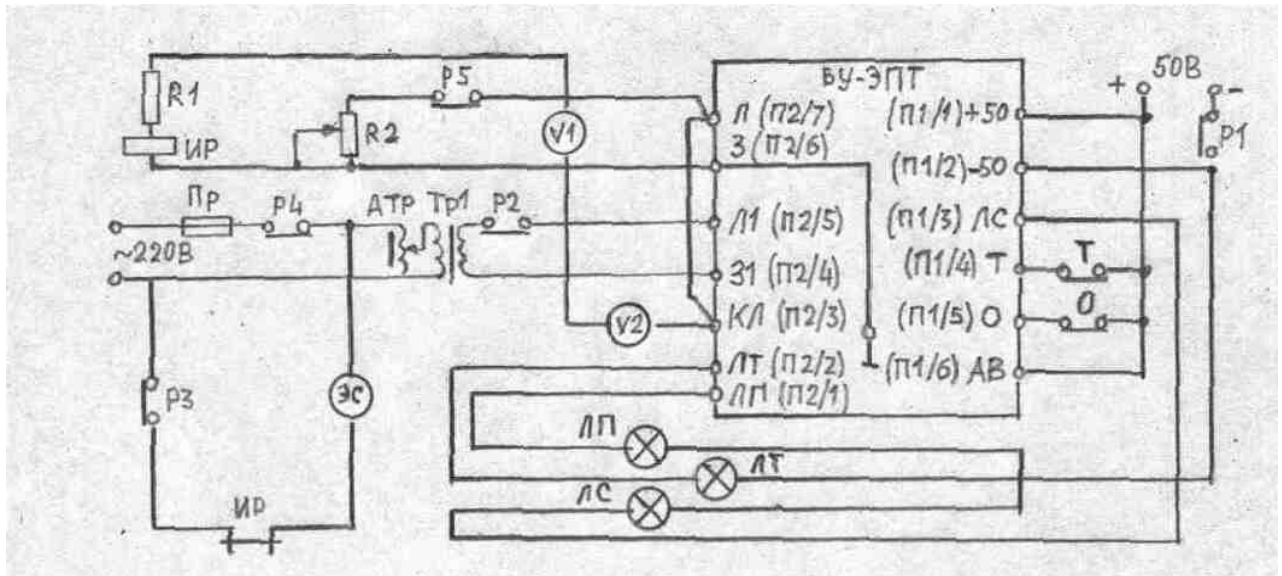 R1
ИР
R2
Р5
V1
БУ-ЭПТ
Л (П2/7)
З (П2/6)
Л1 (П2/5)
З1 (П2/4)
КЛ (П2/3)
ЛТ (П2/2)
ЛП (П2/1)
(П1/1)+50
(П1/2)-50
(П1/3) ЛС
(П1/4) Т
(П1/5) О
(П1/6) АВ
+ 50В -
Р1
Т
О
Пр
Р4
АТР
Тр1
Р2
~220В
V2
Р3
ЭС
ИР
ЛП
ЛТ
ЛС